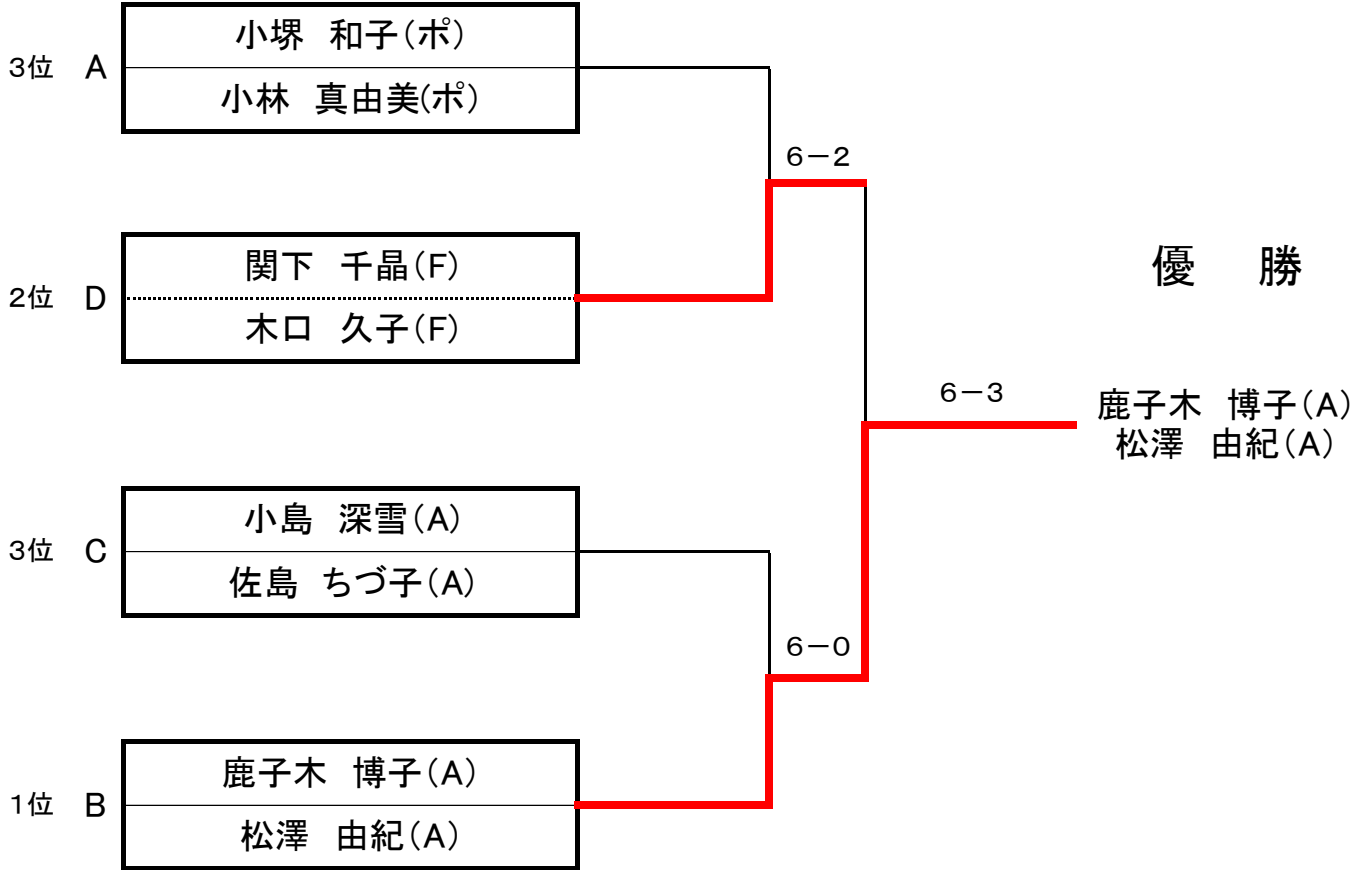 小堺　和子（ポ）
3位　A
小林　真由美（ポ）
６－２
関下　千晶（F）
2位　D
木口　久子（F）
優　勝
６－３
鹿子木　博子（A）
松澤　由紀（A）
小島　深雪（A）
3位　C
佐島　ちづ子（A）
６－０
鹿子木　博子（A）
1位　B
松澤　由紀（A）